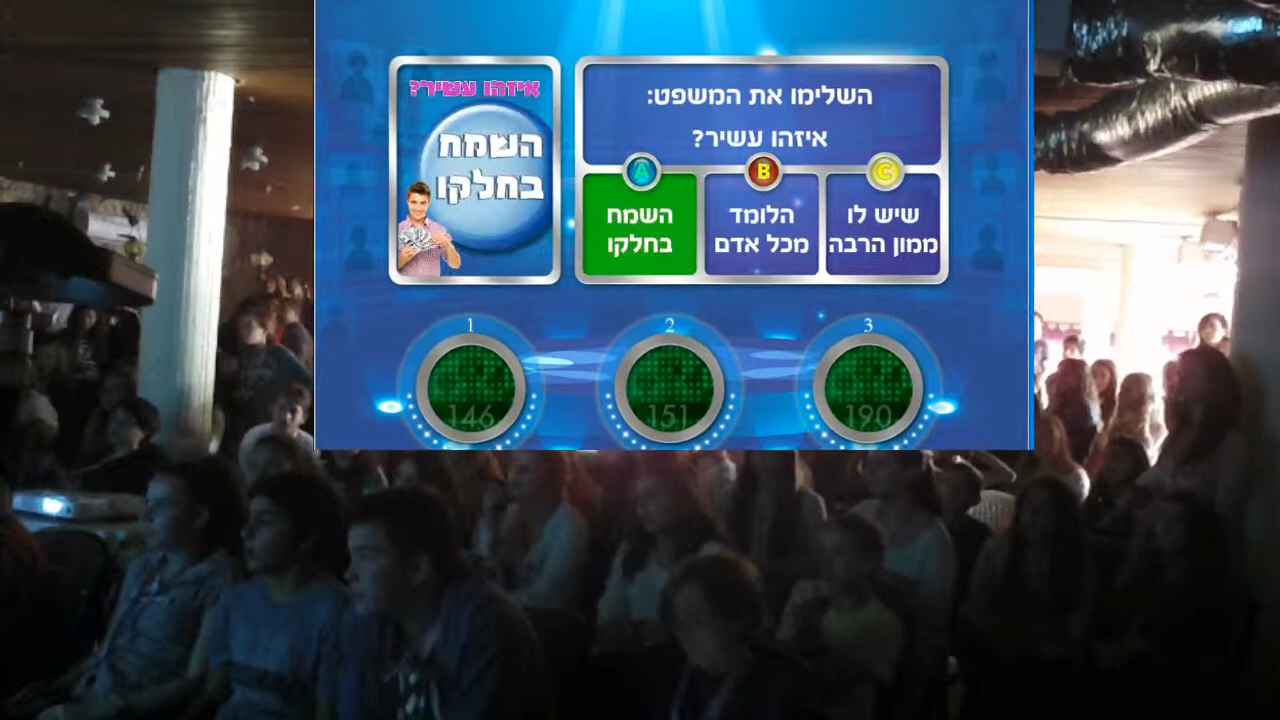 איזהו עשיר?
השמח
בחלקו
השלימו את המשפט:
איזהו עשיר?
A
B
C
השמח
בחלקו
הלומד
מכל אדם
שיש לו
ממון הרבה
1
2
3
146
151
190